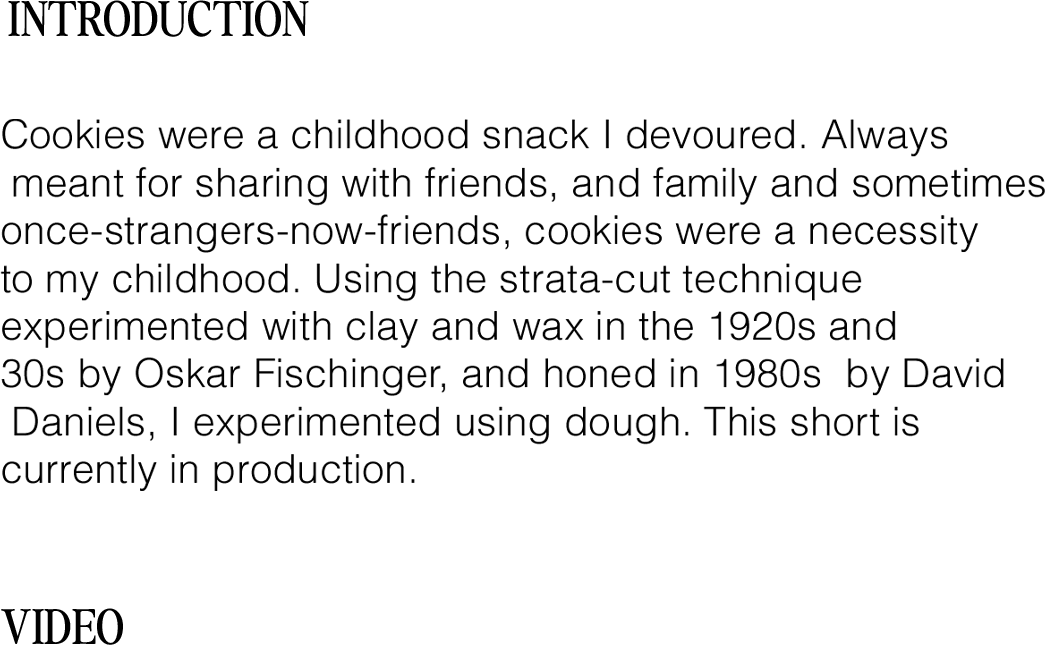 INTRODUCTION
Cookies were a childhood snack I devoured. Always
meant for sharing with friends, and family and sometimes
once-strangers-now-friends, cookies were a necessity
to my childhood. Using the strata-cut technique
experimented with clay and wax in the 1920s and
30s by Oskar Fischinger, and honed in 1980s  by David
Daniels, I experimented using dough. This short is
currently in production.
VIDEO